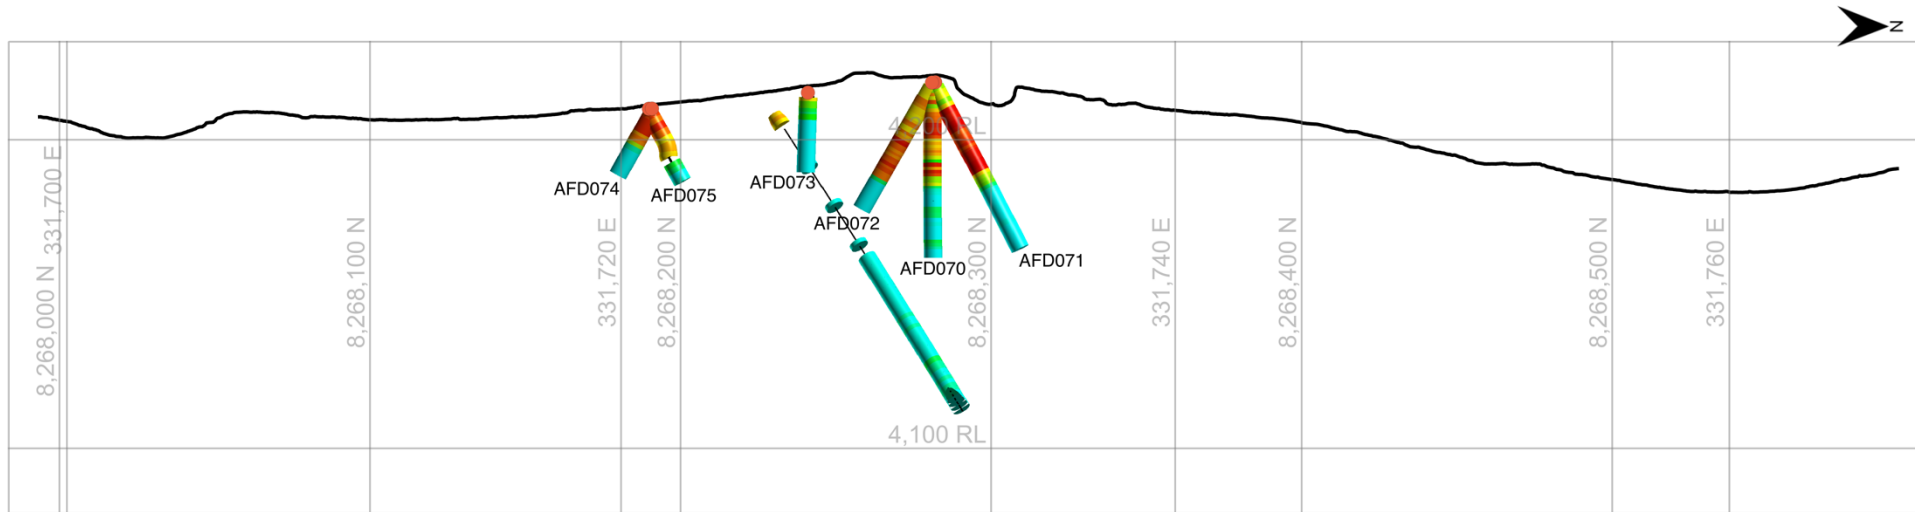 N
4,200 RL
AFD074
AFD075
AFD073
AFD072
AFD070
AFD071
331,700 E
8,268,000 N
8,268,100 N
331,720 E
8,268,200 N
8,268,300 N
331,740 E
8,268,400 N
8,268,500 N
331,760 E
4,100 RL